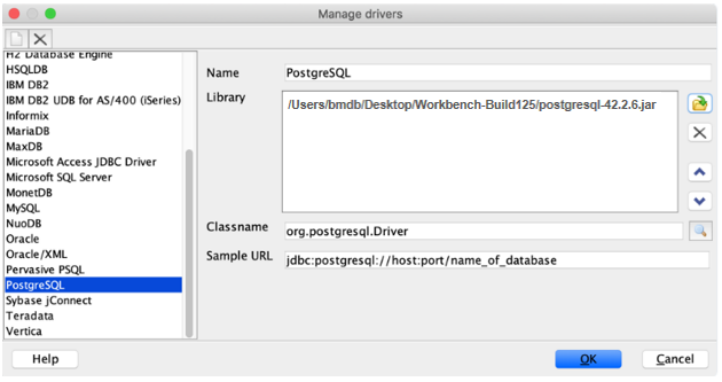 Manage drivers
H2 Database Engine
HSQLDB
IBM DB2
IBM DB2 UDB for AS/400 (iSeries)
Informix
MariaDB
MaxDB
Microsoft Access JDBC Driver
Microsoft SQL Server
MonetDB
MySQL
NuoDB
Oracle
Oracle/XML
Pervasive PSQL
PostgreSQL
Sybase jConnect
Teradata
Vertica
Name
PostgreSQL
Library
/Users/bmdb/Desktop/Workbench-Build125/postgresql-42.2.6.jar
Classname
org.postgresql.Driver
Sample URL
jdbc:postgresql://host:port/name_of_database
Help
OK
Cancel